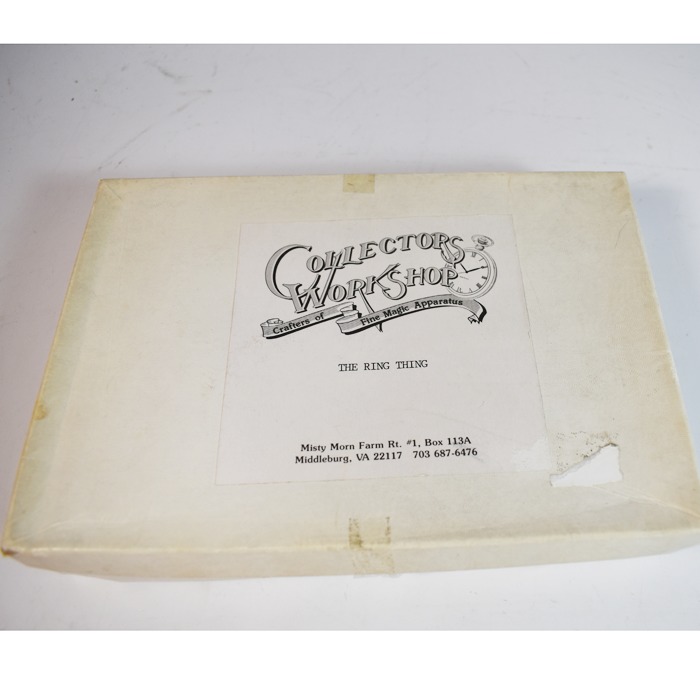 COLLECTORS
WORKSHOP
Crafters of Fine Magic Apparatus
THE RING THING
Misty Morn Farm Rt. #1, Box 113A
Middleburg, VA 22117 703 687-6476